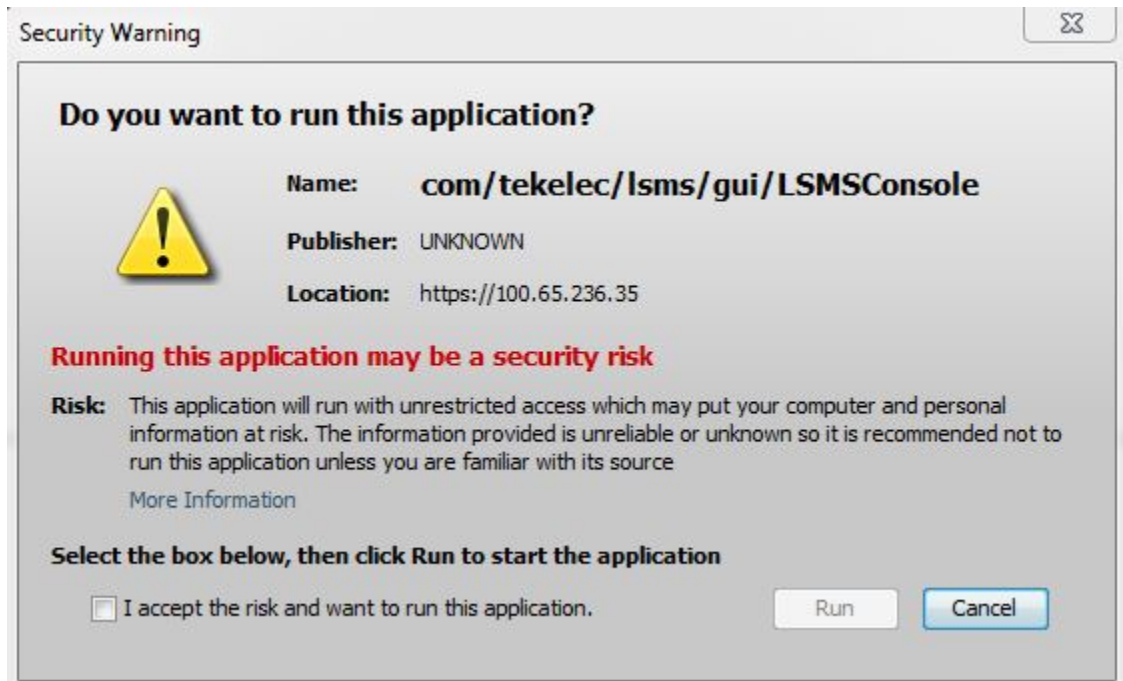 Security Warning
Do you want to run this application?
Name: com/tekelec/lsms/gui/LSMSConsole
Publisher: UNKNOWN
Location: https://100.65.236.35
Running this application may be a security risk
Risk: This application will run with unrestricted access which may put your computer and personal
information at risk. The information provided is unreliable or unknown so it is recommended not to
run this application unless you are familiar with its source
More Information
Select the box below, then click Run to start the application
I accept the risk and want to run this application.
Run Cancel